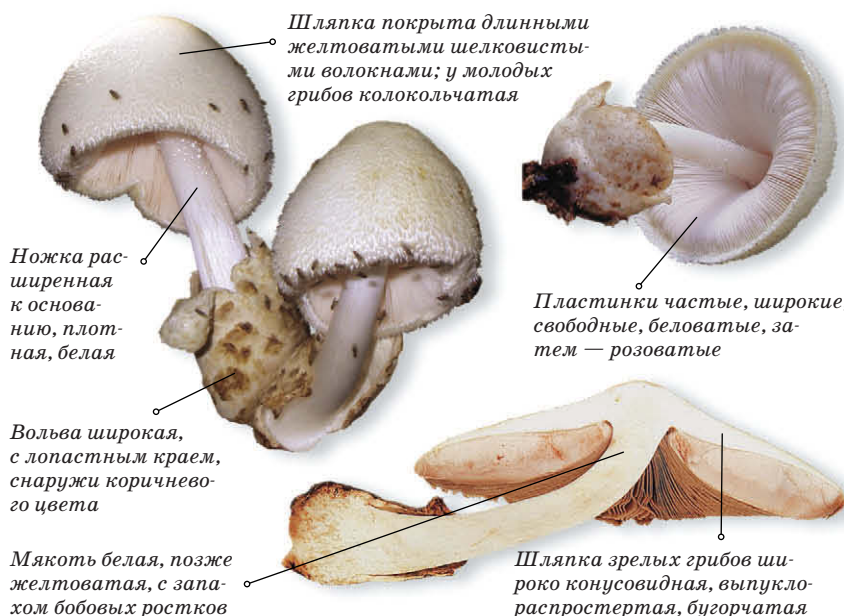 Шляпка покрыта длинными
желтоватыми шелковисты-
ми волокнами; у молодых
грибов колокольчатая
Ножка рас-
ширенная
к основа-
нию, плот-
ная, белая
Пластинки частые, широкие
свободные, беловатые, за-
тем — розоватые
Вольва широкая,
с лопастным краем,
снаружи коричнево-
го цвета
Мякоть белая, позже
желтоватая, с запа-
хом бобовых ростков
Шляпка зрелых грибов ши-
роко конусовидная, выпукло-
распростертая, бугорчатая